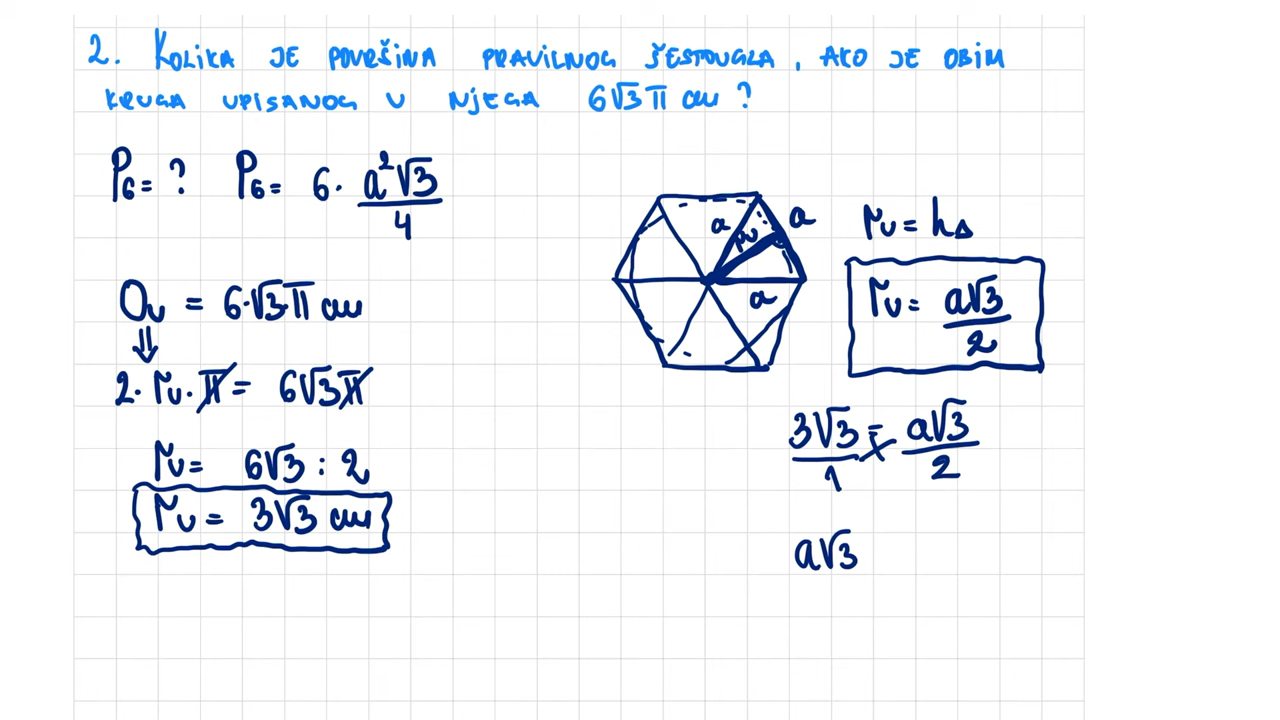 2. KOLIKA JE POVRŠINA PRAVILNOG ŠESTOUGLA, AKO JE OBIM
KRUGA UPISANOG U NJEGA 6√3π cm?
P6 = ? P6 = 6 · a²√3/4
Ou = 6·√3π cm
⇓
2 · ru · π = 6√3π
ru = 6√3 : 2
ru = 3√3 cm
a a
ru
a
ru = hΔ
ru = a√3/2
3√3/1 = a√3/2
a√3